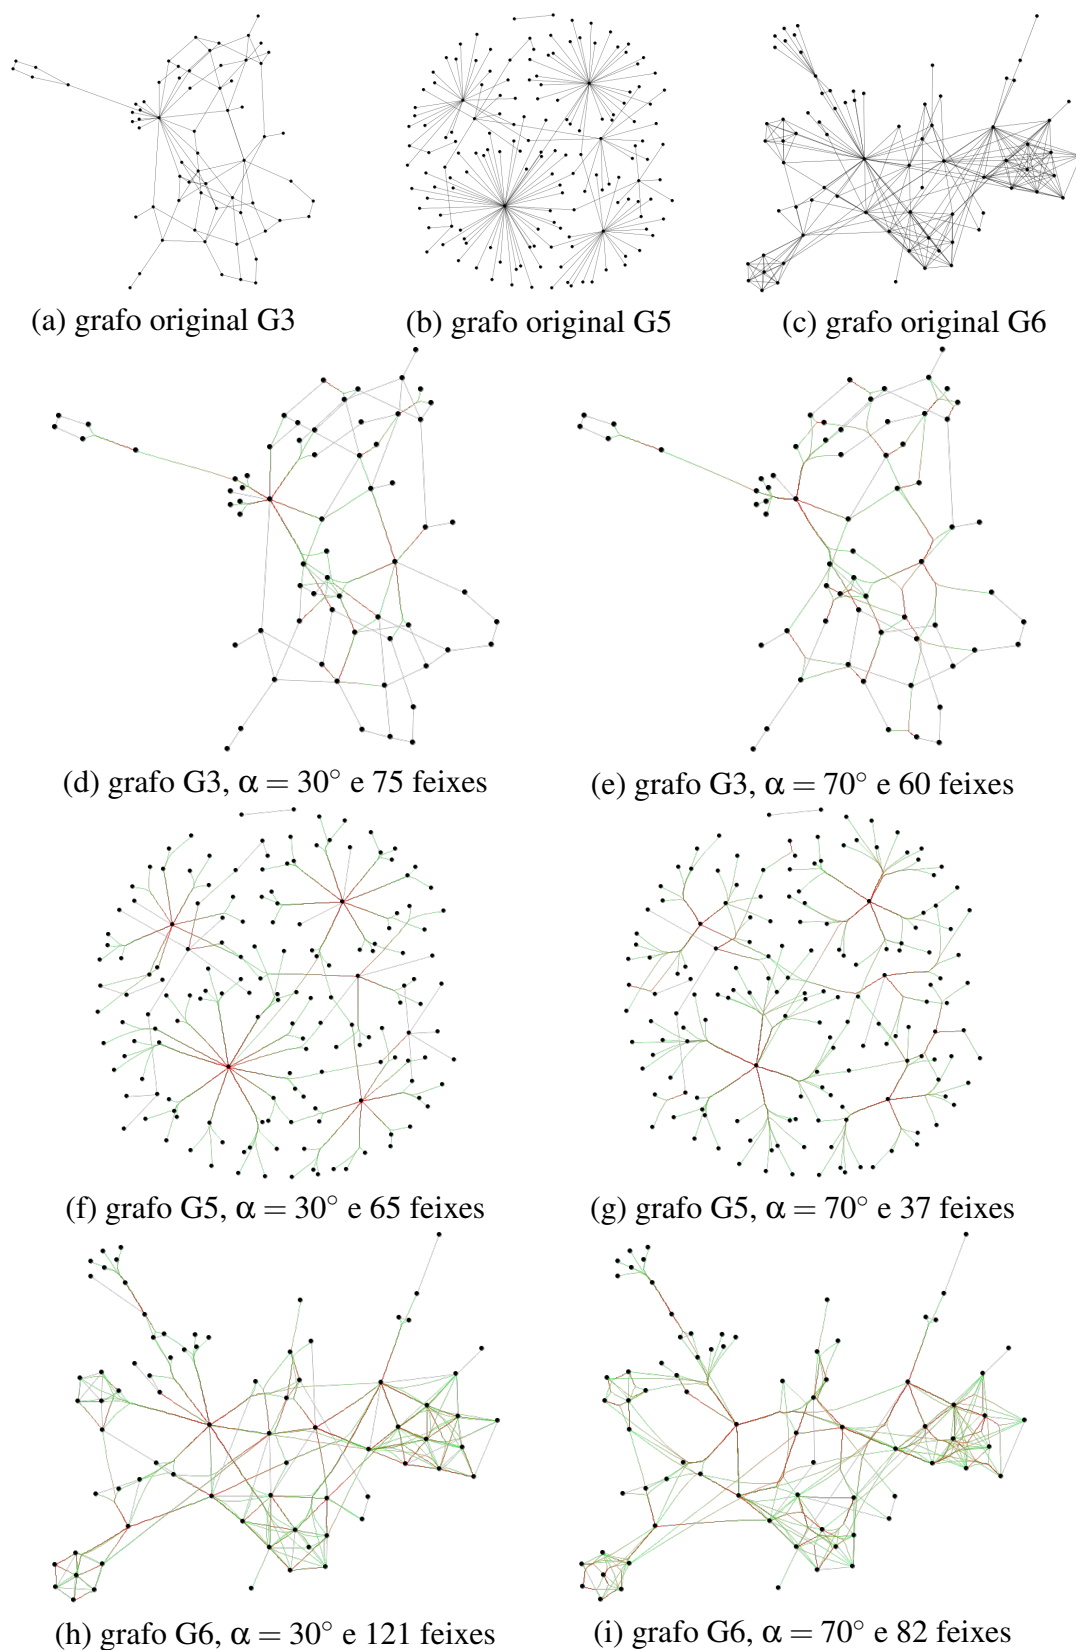 (a) grafo original G3
(b) grafo original G5
(c) grafo original G6
(d) grafo G3, α = 30° e 75 feixes
(e) grafo G3, α = 70° e 60 feixes
(f) grafo G5, α = 30° e 65 feixes
(g) grafo G5, α = 70° e 37 feixes
(h) grafo G6, α = 30° e 121 feixes
(i) grafo G6, α = 70° e 82 feixes